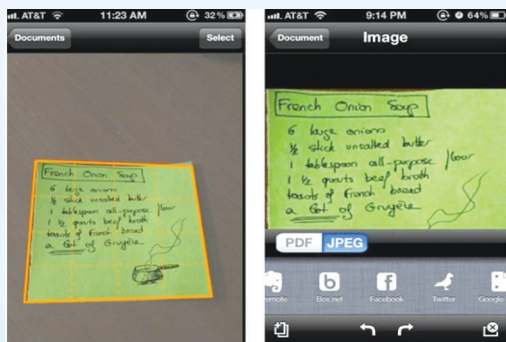 AT&T 11:23 AM 32%
Documents
Select
French Onion Soup
6 large onions
½ stick unsalted butter
1 tablespoon all-purpose flour
1 ½ quarts beef broth
toasts of French bread
a lot of Gruyère
AT&T 9:14 PM 64%
Document
Image
French Onion Soup
6 large onions
½ stick unsalted butter
1 tablespoon all-purpose flour
1 ½ quarts beef broth
toasts of French bread
a lot of Gruyère
PDF JPEG
ernote Box.net Facebook Twitter Google